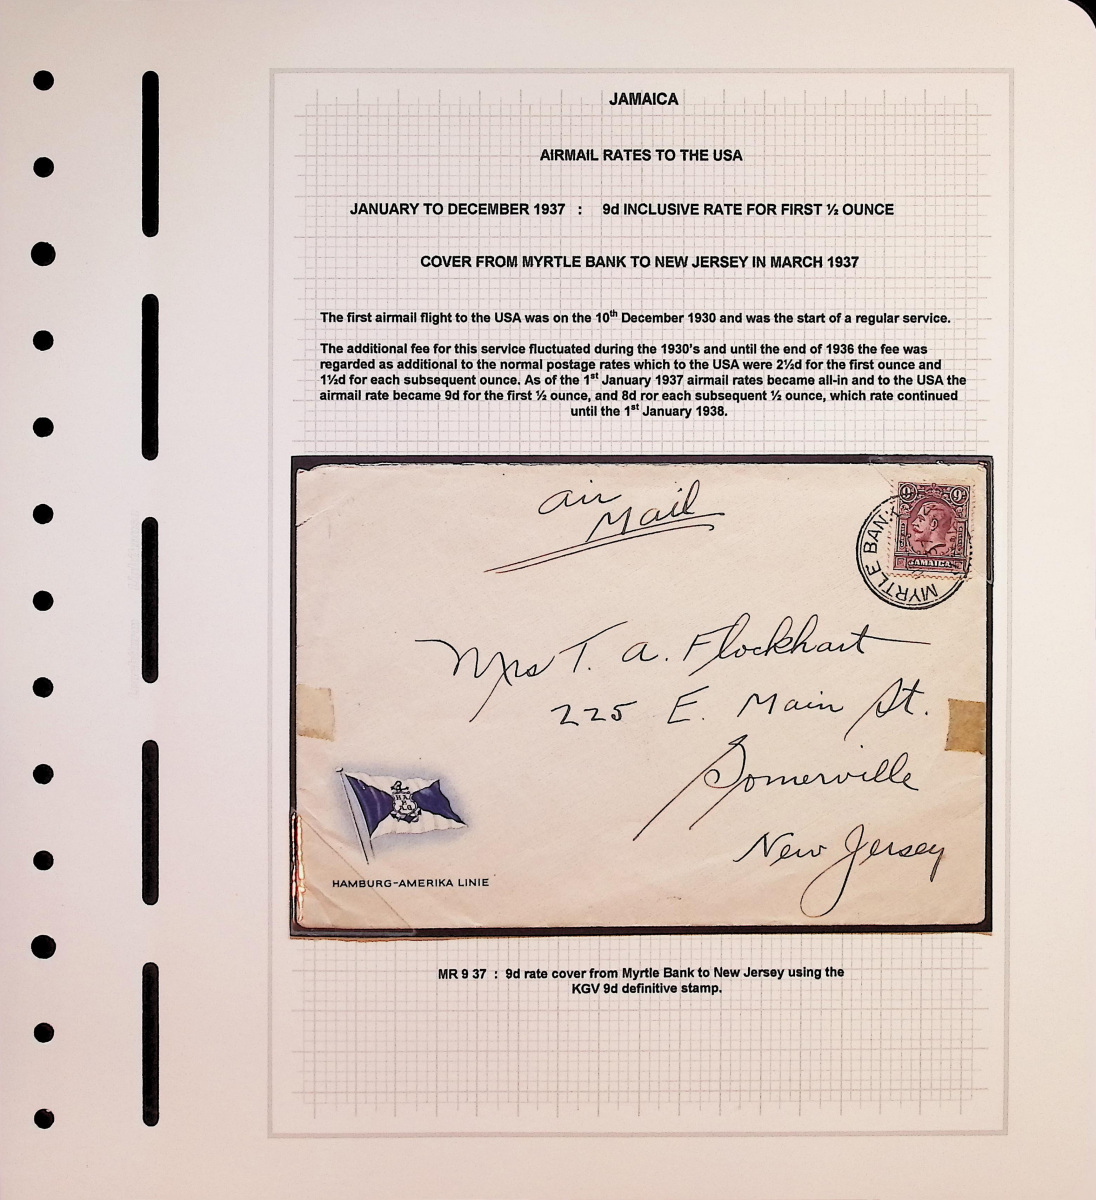 JAMAICA
AIRMAIL RATES TO THE USA
JANUARY TO DECEMBER 1937 : 9d INCLUSIVE RATE FOR FIRST ½ OUNCE
COVER FROM MYRTLE BANK TO NEW JERSEY IN MARCH 1937
The first airmail flight to the USA was on the 10th December 1930 and was the start of a regular service.
The additional fee for this service fluctuated during the 1930's and until the end of 1936 the fee was
regarded as additional to the normal postage rates which to the USA were 2½d for the first ounce and
1½d for each subsequent ounce. As of the 1st January 1937 airmail rates became all-in and to the USA the
airmail rate became 9d for the first ½ ounce, and 8d ror each subsequent ½ ounce, which rate continued
until the 1st January 1938.
air
Mail
9d 9d
JAMAICA
MYRTLE BANK
Mrs T. A. Flockhart
225 E. Main St.
Somerville
New Jersey
HAMBURG-AMERIKA LINIE
MR 9 37 : 9d rate cover from Myrtle Bank to New Jersey using the
KGV 9d definitive stamp.